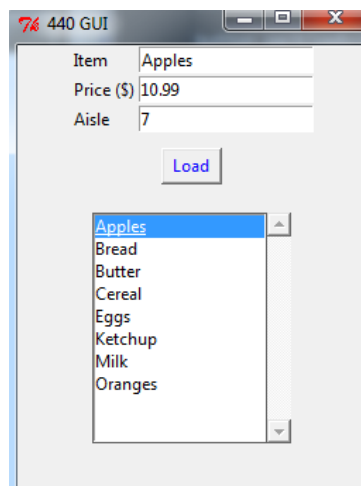 440 GUI
Item Apples
Price ($) 10.99
Aisle 7
Load
Apples
Bread
Butter
Cereal
Eggs
Ketchup
Milk
Oranges